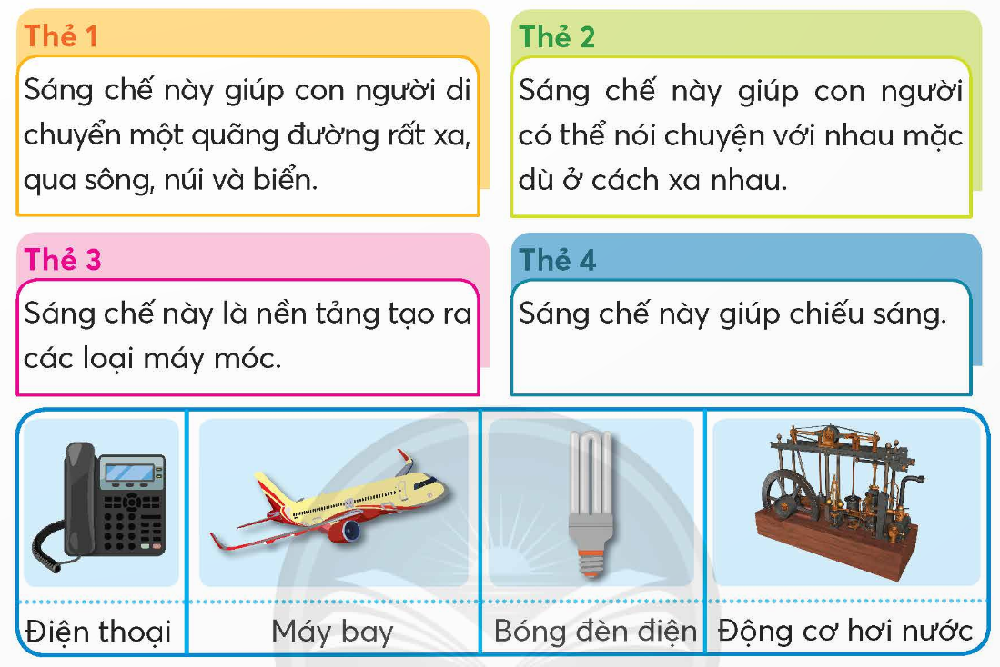 Thẻ 1
Sáng chế này giúp con người di
chuyển một quãng đường rất xa,
qua sông, núi và biển.
Thẻ 2
Sáng chế này giúp con người
có thể nói chuyện với nhau mặc
dù ở cách xa nhau.
Thẻ 3
Sáng chế này là nền tảng tạo ra
các loại máy móc.
Thẻ 4
Sáng chế này giúp chiếu sáng.
Điện thoại
Máy bay
Bóng đèn điện
Động cơ hơi nước